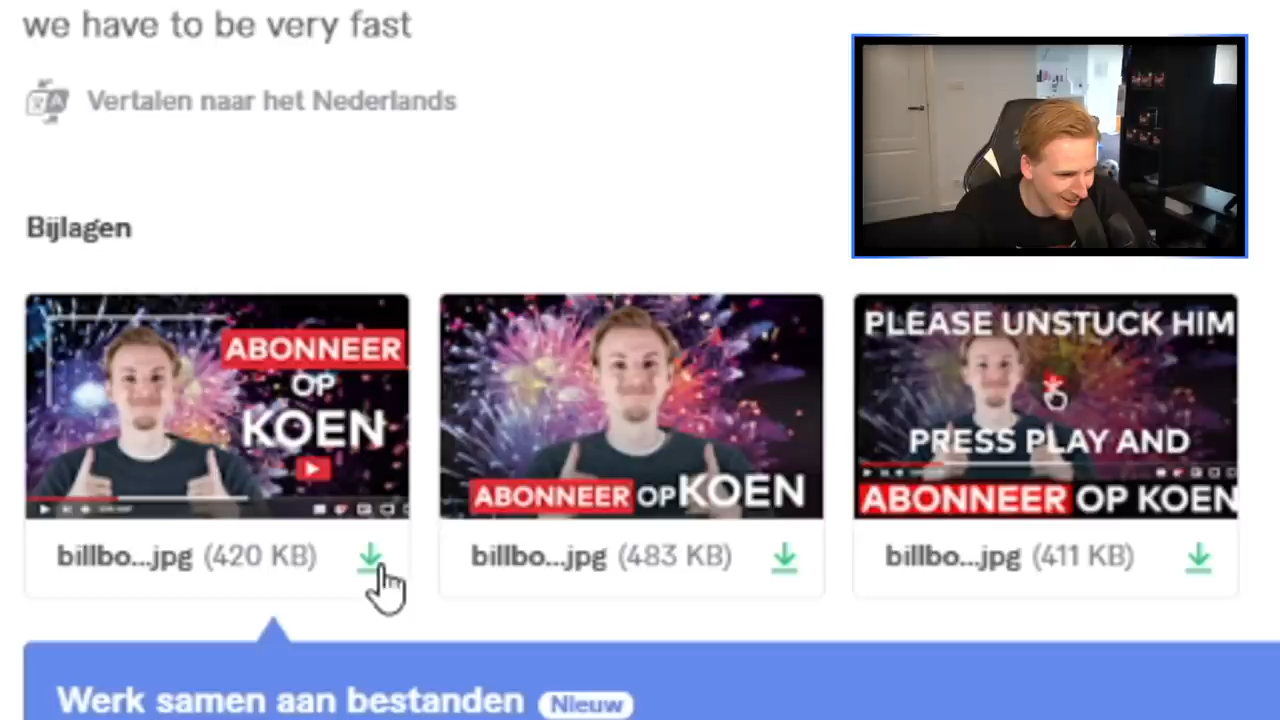 we have to be very fast
Vertalen naar het Nederlands
Bijlagen
ABONNEER
OP
KOEN
ABONNEER OP KOEN
PLEASE UNSTUCK HIM
PRESS PLAY AND
ABONNEER OP KOEN
billbo...jpg (420 KB)
billbo...jpg (483 KB)
billbo...jpg (411 KB)
Werk samen aan bestanden Nieuw